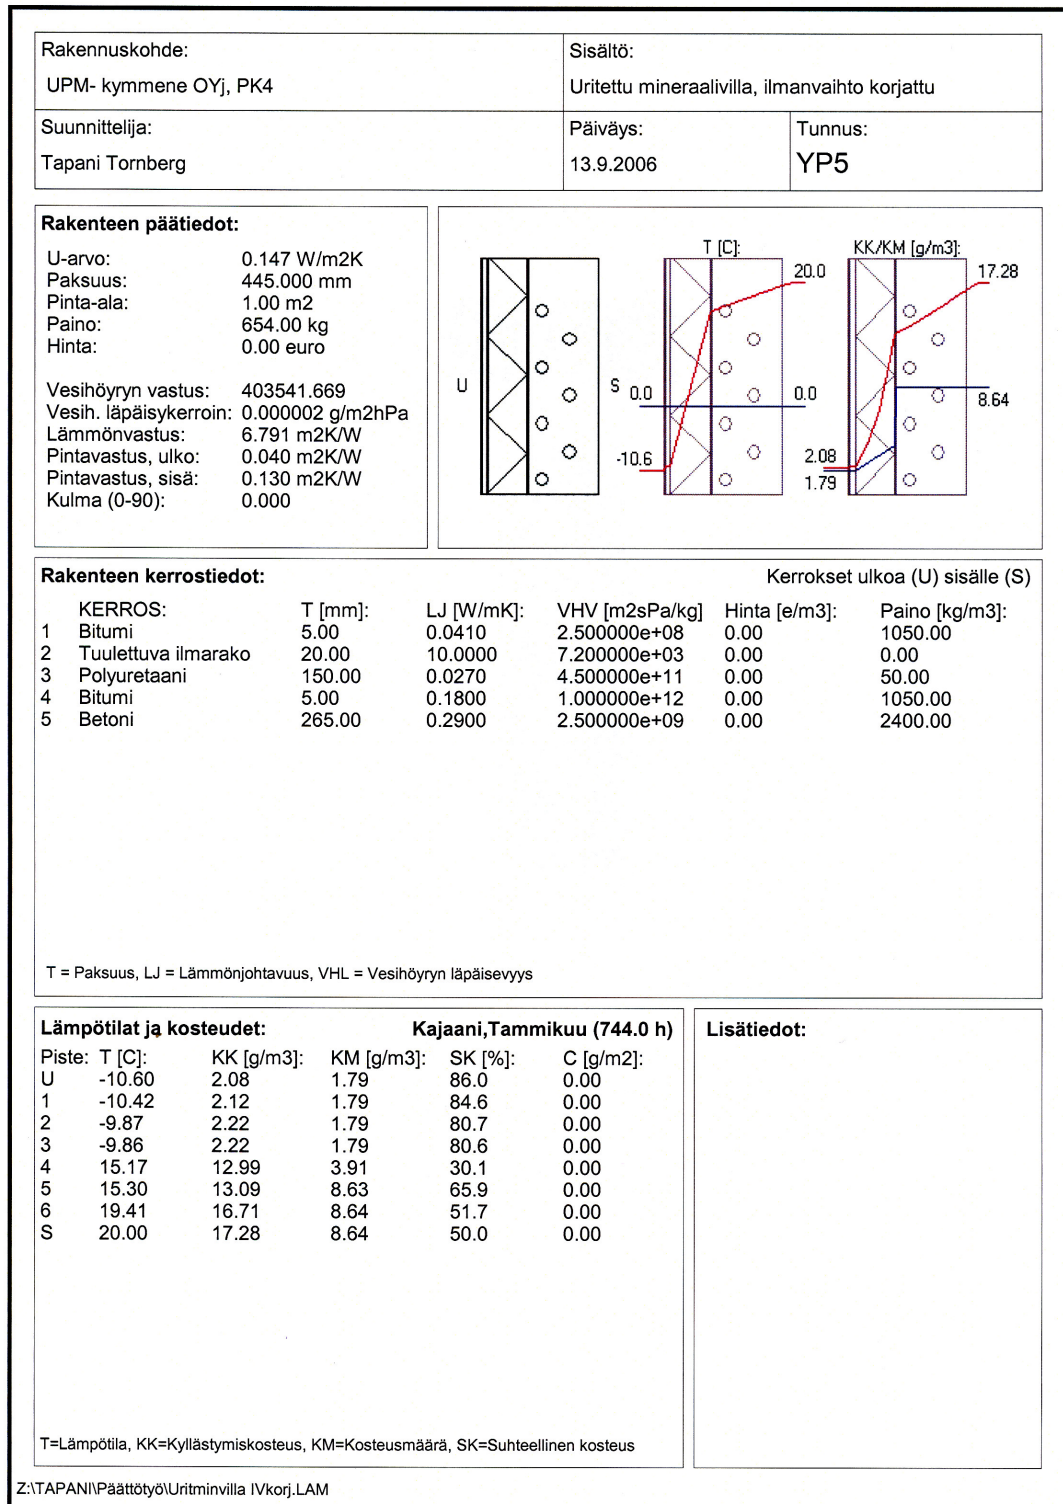 Rakennuskohde:
UPM- kymmene OYj, PK4
Sisältö:
Uritettu mineraalivilla, ilmanvaihto korjattu
Suunnittelija:
Tapani Tornberg
Päiväys:
13.9.2006
Tunnus:
YP5
Rakenteen päätiedot:
U-arvo: 0.147 W/m2K
Paksuus: 445.000 mm
Pinta-ala: 1.00 m2
Paino: 654.00 kg
Hinta: 0.00 euro
Vesihöyryn vastus: 403541.669
Vesih. läpäisykerroin: 0.000002 g/m2hPa
Lämmönvastus: 6.791 m2K/W
Pintavastus, ulko: 0.040 m2K/W
Pintavastus, sisä: 0.130 m2K/W
Kulma (0-90): 0.000
U
S
T [C]:
20.0
0.0
0.0
-10.6
KK/KM [g/m3]:
17.28
8.64
2.08
1.79
Rakenteen kerrostiedot:
Kerrokset ulkoa (U) sisälle (S)
KERROS: T [mm]: LJ [W/mK]: VHV [m2sPa/kg] Hinta [e/m3]: Paino [kg/m3]:
1 Bitumi 5.00 0.0410 2.500000e+08 0.00 1050.00
2 Tuulettuva ilmarako 20.00 10.0000 7.200000e+03 0.00 0.00
3 Polyuretaani 150.00 0.0270 4.500000e+11 0.00 50.00
4 Bitumi 5.00 0.1800 1.000000e+12 0.00 1050.00
5 Betoni 265.00 0.2900 2.500000e+09 0.00 2400.00
T = Paksuus, LJ = Lämmönjohtavuus, VHL = Vesihöyryn läpäisevyys
Lämpötilat ja kosteudet: Kajaani,Tammikuu (744.0 h)
Piste: T [C]: KK [g/m3]: KM [g/m3]: SK [%]: C [g/m2]:
U -10.60 2.08 1.79 86.0 0.00
1 -10.42 2.12 1.79 84.6 0.00
2 -9.87 2.22 1.79 80.7 0.00
3 -9.86 2.22 1.79 80.6 0.00
4 15.17 12.99 3.91 30.1 0.00
5 15.30 13.09 8.63 65.9 0.00
6 19.41 16.71 8.64 51.7 0.00
S 20.00 17.28 8.64 50.0 0.00
T=Lämpötila, KK=Kyllästymiskosteus, KM=Kosteusmäärä, SK=Suhteellinen kosteus
Lisätiedot:
Z:\TAPANI\Päättötyö\Uritminvilla IVkorj.LAM